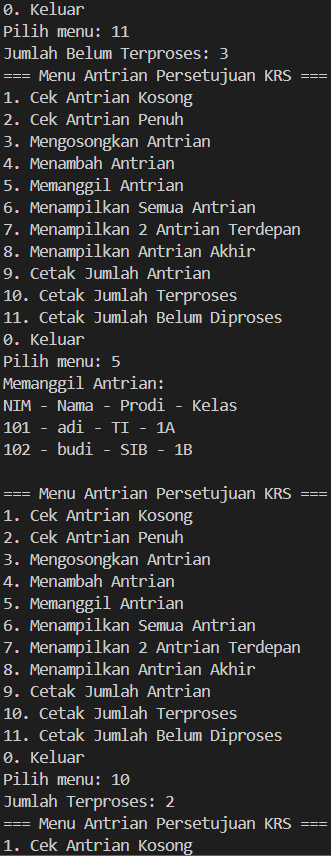 0. Keluar
Pilih menu: 11
Jumlah Belum Terproses: 3
=== Menu Antrian Persetujuan KRS ===
1. Cek Antrian Kosong
2. Cek Antrian Penuh
3. Mengosongkan Antrian
4. Menambah Antrian
5. Memanggil Antrian
6. Menampilkan Semua Antrian
7. Menampilkan 2 Antrian Terdepan
8. Menampilkan Antrian Akhir
9. Cetak Jumlah Antrian
10. Cetak Jumlah Terproses
11. Cetak Jumlah Belum Diproses
0. Keluar
Pilih menu: 5
Memanggil Antrian:
NIM - Nama - Prodi - Kelas
101 - adi - TI - 1A
102 - budi - SIB - 1B

=== Menu Antrian Persetujuan KRS ===
1. Cek Antrian Kosong
2. Cek Antrian Penuh
3. Mengosongkan Antrian
4. Menambah Antrian
5. Memanggil Antrian
6. Menampilkan Semua Antrian
7. Menampilkan 2 Antrian Terdepan
8. Menampilkan Antrian Akhir
9. Cetak Jumlah Antrian
10. Cetak Jumlah Terproses
11. Cetak Jumlah Belum Diproses
0. Keluar
Pilih menu: 10
Jumlah Terproses: 2
=== Menu Antrian Persetujuan KRS ===
1. Cek Antrian Kosong